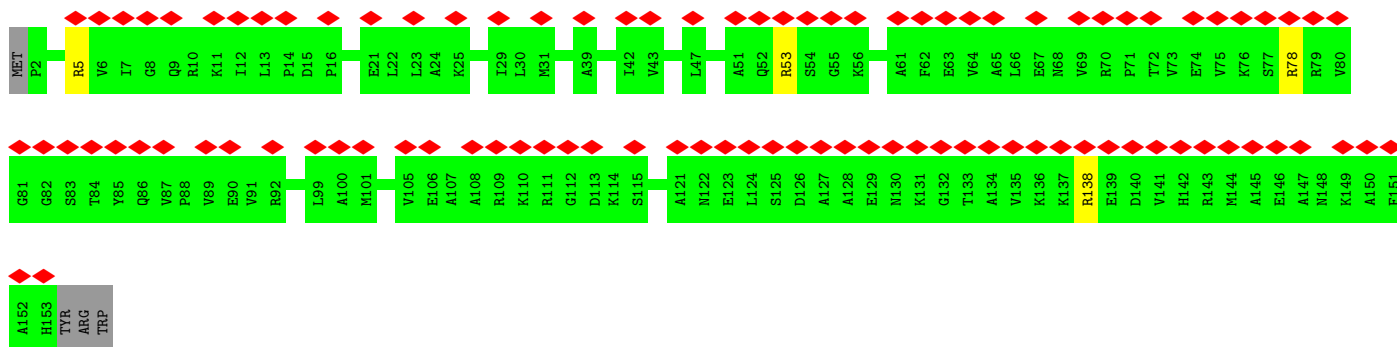 MET P2 R5 V6 I7 G8 Q9 R10 K11 I12 L13 P14 D15 P16 E21 L22 L23 A24 K25 I29 L30 M31 A39 I42 V43 L47 A51 Q52 R53 S54 G55 K56 A61 F62 E63 V64 A65 L66 E67 N68 V69 R70 P71 T72 V73 E74 V75 K76 S77 R78 R79 V80
G81 G82 S83 T84 Y85 Q86 V87 P88 V89 E90 V91 R92 L99 A100 M101 V105 E106 A107 A108 R109 K110 R111 G112 D113 K114 S115 A121 N122 E123 L124 S125 D126 A127 A128 E129 N130 K131 G132 T133 A134 V135 K136 K137 R138 E139 D140 V141 H142 R143 M144 A145 E146 A147 N148 K149 A150 F151
A152 H153 TYR ARG TRP